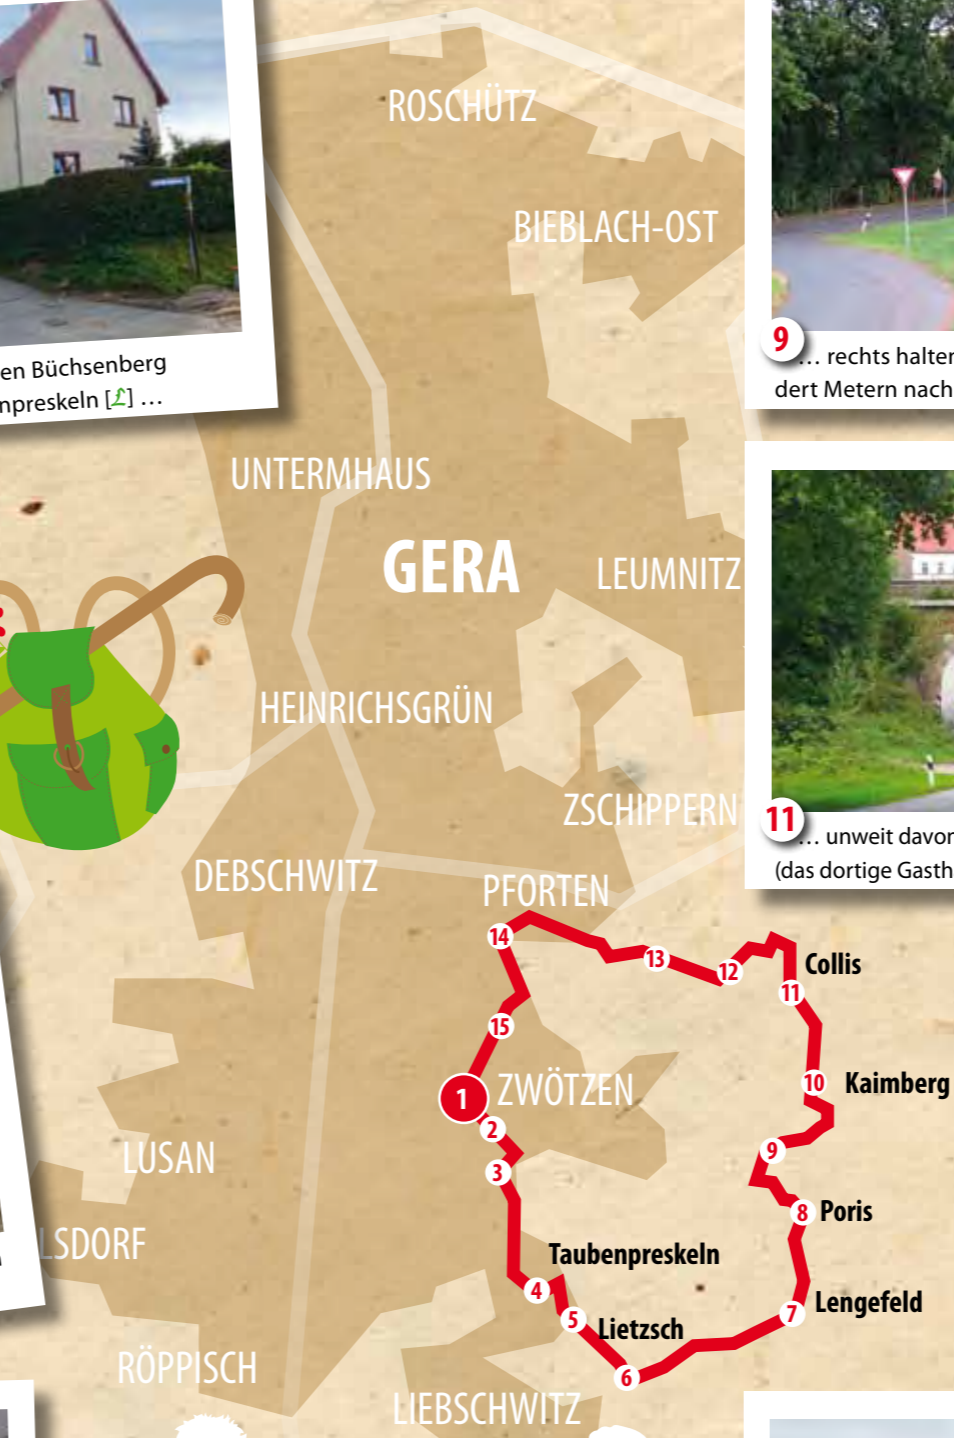 ROSCHÜTZ
BIEBLACH-OST
en Büchsenberg
npreskeln [£] …
9
… rechts halter
dert Metern nach
UNTERMHAUS
GERA
LEUMNITZ
HEINRICHSGRÜN
ZSCHIPPERN
11
… unweit davor
(das dortige Gasth
DEBSCHWITZ
PFORTEN
14
13
12
Collis
11
15
10
Kaimberg
1
ZWÖTZEN
2
9
LUSAN
3
8
Poris
LSDORF
Taubenpreskeln
4
7
Lengefeld
5
Lietzsch
RÖPPISCH
6
LIEBSCHWITZ